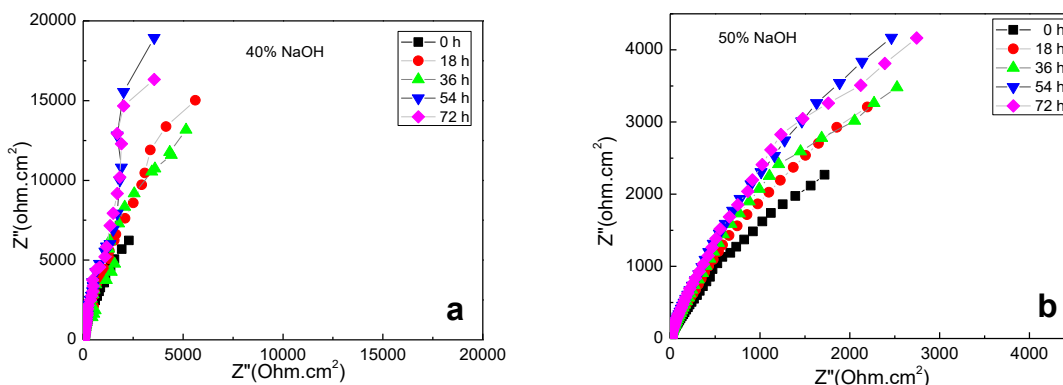 20000
15000
10000
5000
0
Z"(ohm.cm²)
40% NaOH
0 h
18 h
36 h
54 h
72 h
a
0 5000 10000 15000 20000
Z"(Ohm.cm²)
4000
3000
2000
1000
0
Z"(ohm.cm²)
50% NaOH
0 h
18 h
36 h
54 h
72 h
b
0 1000 2000 3000 4000
Z"(Ohm.cm²)